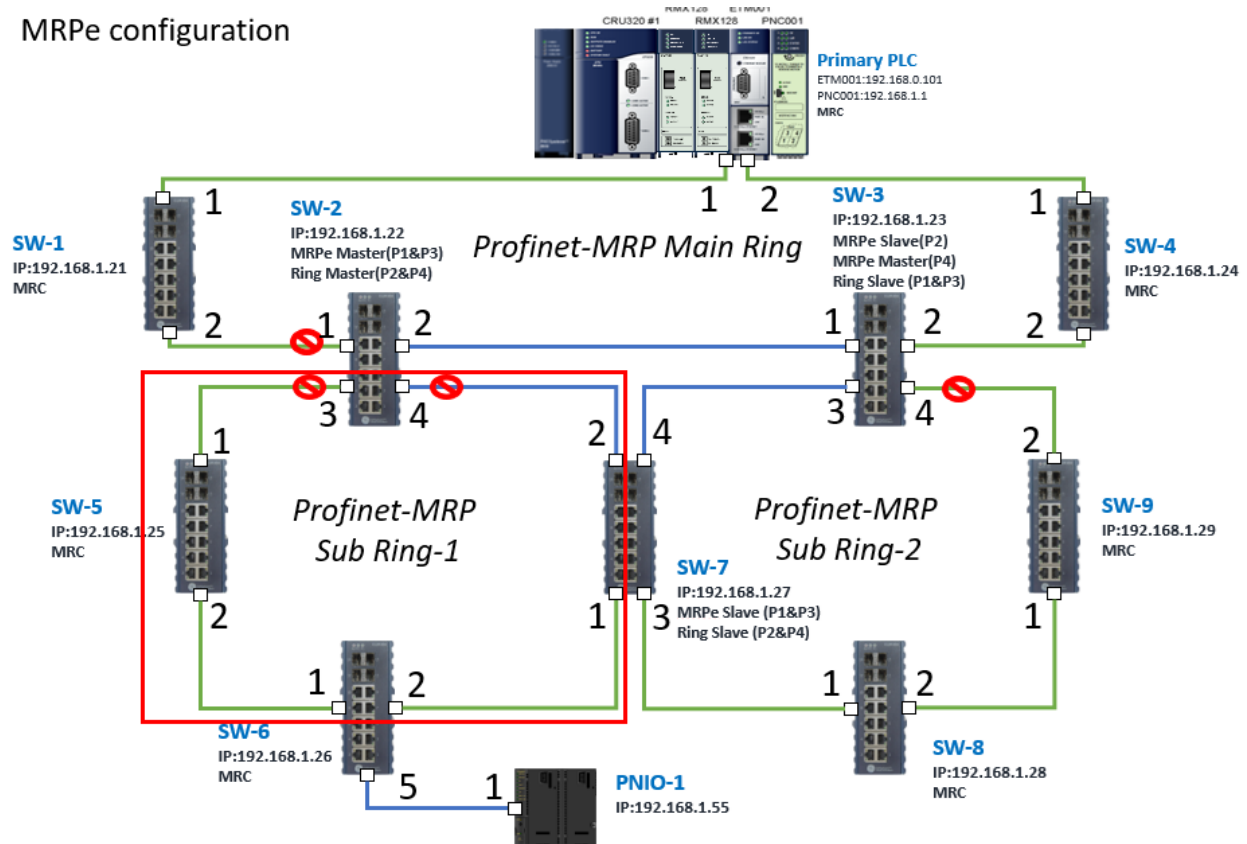 MRPe configuration
RMX128 ETM001
CRU320 #1 RMX128 PNC001
Primary PLC
ETM001:192.168.0.101
PNC001:192.168.1.1
MRC
1
2
1
1
SW-1
IP:192.168.1.21
MRC
2
SW-2
IP:192.168.1.22
MRPe Master(P1&P3)
Ring Master(P2&P4)
Profinet-MRP Main Ring
SW-3
IP:192.168.1.23
MRPe Slave(P2)
MRPe Master(P4)
Ring Slave (P1&P3)
SW-4
IP:192.168.1.24
MRC
2
1
2
1
2
3
4
3
4
1
2
4
2
SW-5
IP:192.168.1.25
MRC
2
Profinet-MRP
Sub Ring-1
Profinet-MRP
Sub Ring-2
SW-9
IP:192.168.1.29
MRC
1
SW-7
IP:192.168.1.27
MRPe Slave (P1&P3)
Ring Slave (P2&P4)
1
3
1
2
SW-6
IP:192.168.1.26
MRC
1
2
SW-8
IP:192.168.1.28
MRC
5
1
PNIO-1
IP:192.168.1.55